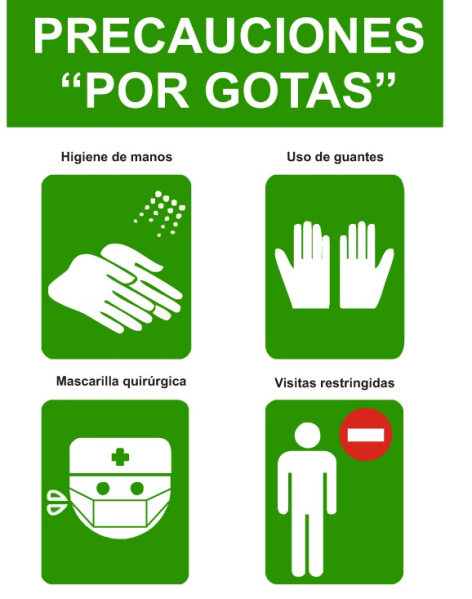 PRECAUCIONES
“POR GOTAS”
Higiene de manos
Uso de guantes
Mascarilla quirúrgica
Visitas restringidas